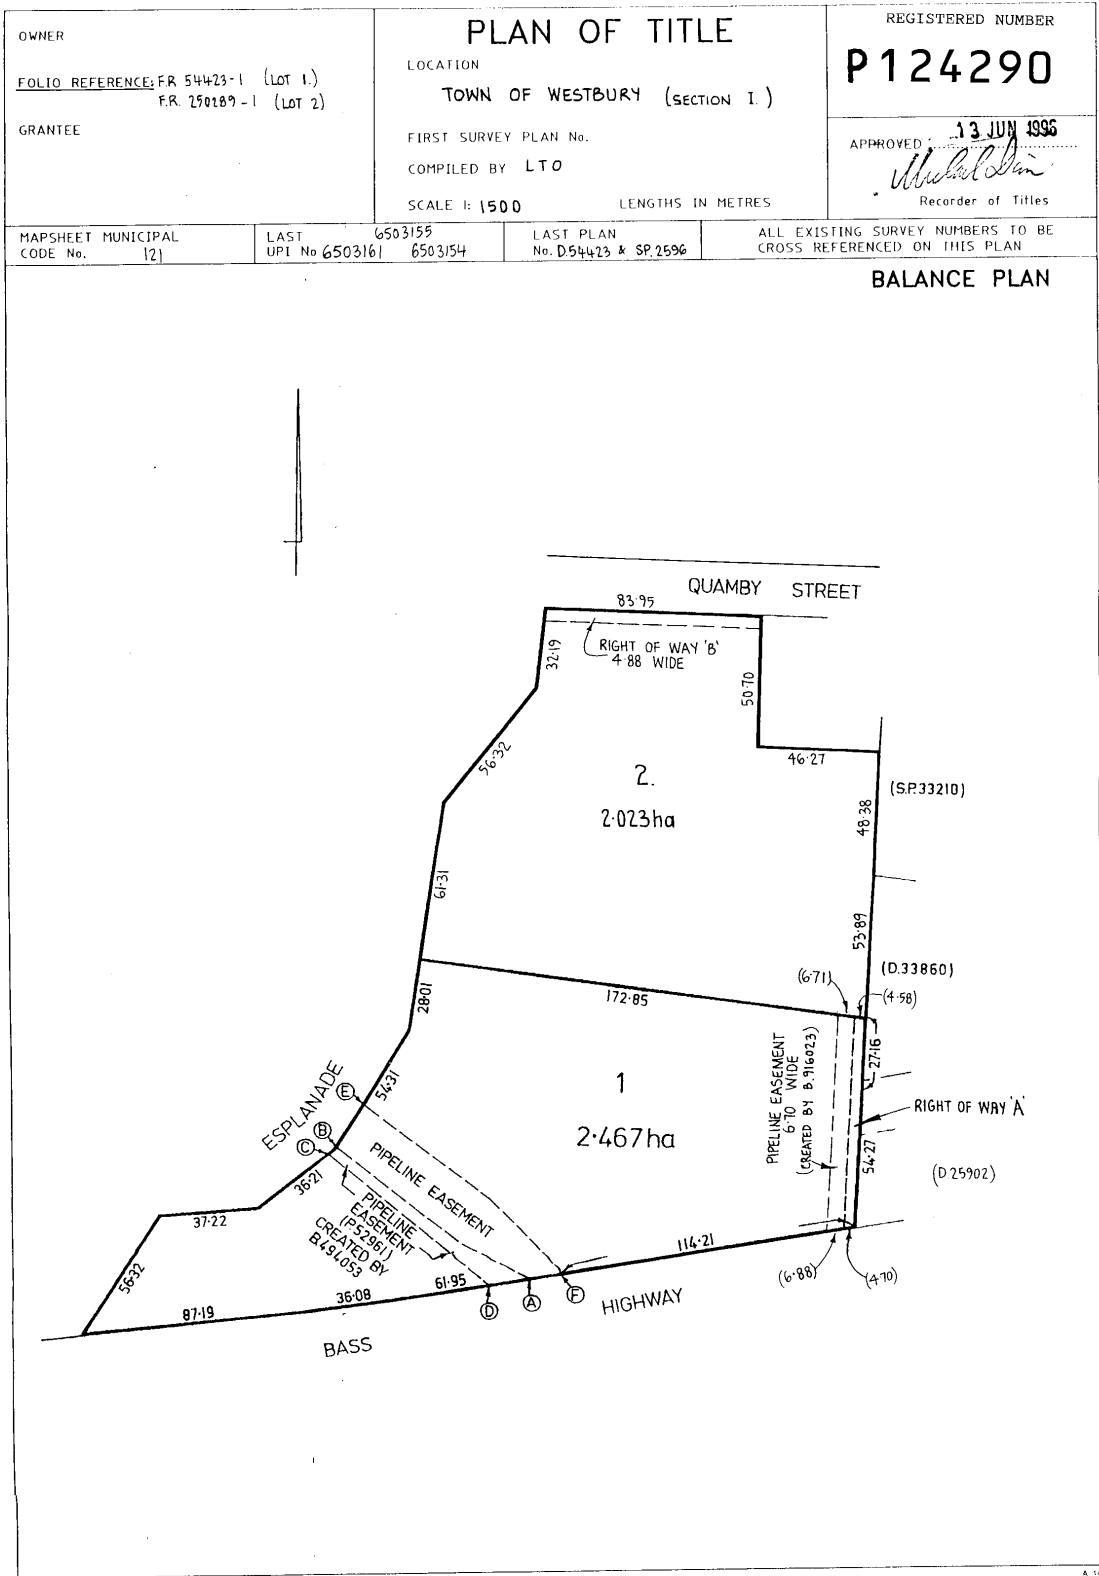 OWNER
FOLIO REFERENCE: F.R. 54423-1 (LOT 1.)
F.R. 250289-1 (LOT 2)
GRANTEE
PLAN OF TITLE
LOCATION
TOWN OF WESTBURY (SECTION I.)
FIRST SURVEY PLAN No.
COMPILED BY LTO
SCALE 1: 1500 LENGTHS IN METRES
REGISTERED NUMBER
P124290
APPROVED 13 JUN 1996
Recorder of Titles
MAPSHEET MUNICIPAL
CODE No. 121
LAST 6503155
UPI No 6503161 6503154
LAST PLAN
No. D.54423 & SP.2596
ALL EXISTING SURVEY NUMBERS TO BE
CROSS REFERENCED ON THIS PLAN
BALANCE PLAN
QUAMBY STREET
83·95
RIGHT OF WAY 'B'
4·88 WIDE
32·19
50·70
56·32
46·27
2.
2·023ha
(S.P.33210)
48·38
61·31
53·89
(D.33860)
(6·71)
(4·58)
172·85
28·01
27·16
PIPELINE EASEMENT
6·70 WIDE
(CREATED BY B.916023)
1
2·467ha
RIGHT OF WAY 'A'
54·31
ESPLANADE
E
B
C
PIPELINE EASEMENT
54·27
(D.25902)
36·21
PIPELINE
EASEMENT
(P.52961)
CREATED BY
B.494053
37·22
56·32
114·21
(6·88)
(4·70)
61·95
36·08
87·19
D
A
F
HIGHWAY
BASS